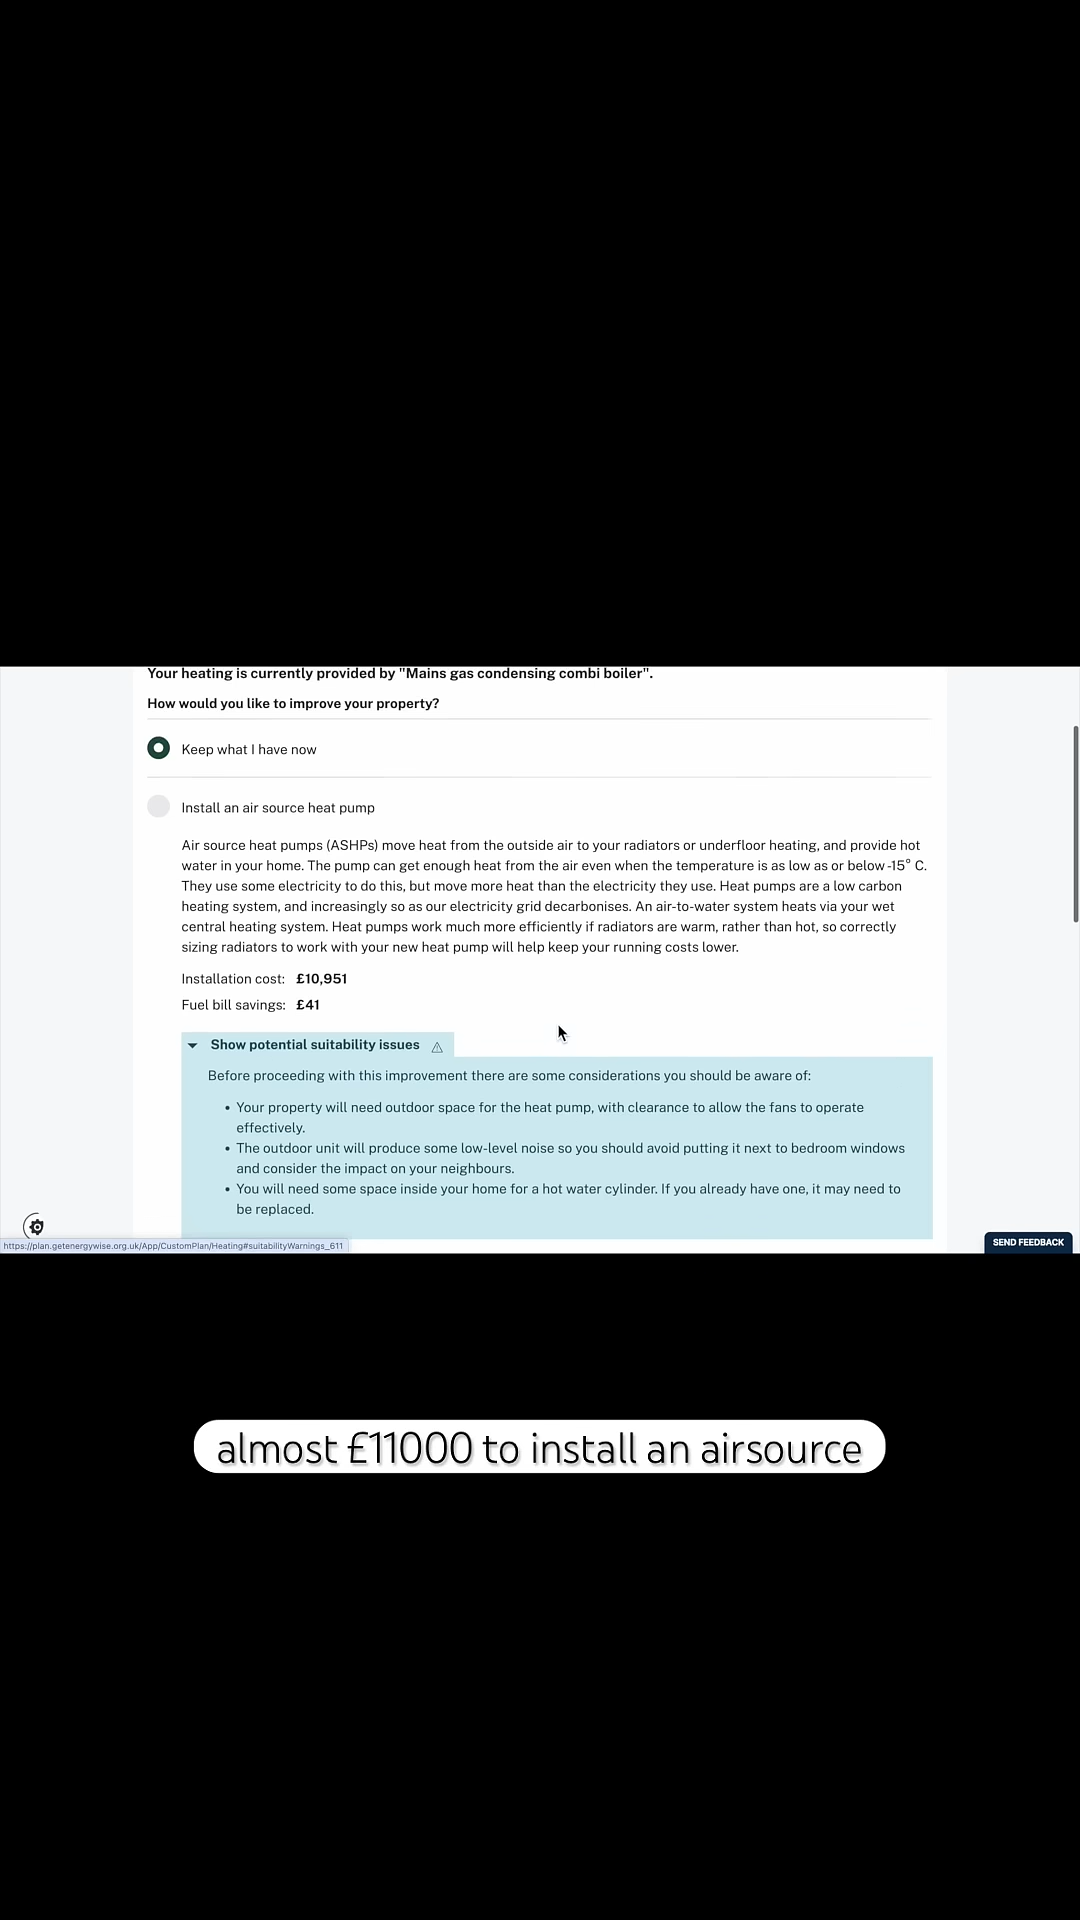 Your heating is currently provided by "Mains gas condensing combi boiler".
How would you like to improve your property?
Keep what I have now
Install an air source heat pump
Air source heat pumps (ASHPs) move heat from the outside air to your radiators or underfloor heating, and provide hot
water in your home. The pump can get enough heat from the air even when the temperature is as low as or below -15° C.
They use some electricity to do this, but move more heat than the electricity they use. Heat pumps are a low carbon
heating system, and increasingly so as our electricity grid decarbonises. An air-to-water system heats via your wet
central heating system. Heat pumps work much more efficiently if radiators are warm, rather than hot, so correctly
sizing radiators to work with your new heat pump will help keep your running costs lower.
Installation cost: £10,951
Fuel bill savings: £41
Show potential suitability issues
Before proceeding with this improvement there are some considerations you should be aware of:
• Your property will need outdoor space for the heat pump, with clearance to allow the fans to operate
effectively.
• The outdoor unit will produce some low-level noise so you should avoid putting it next to bedroom windows
and consider the impact on your neighbours.
• You will need some space inside your home for a hot water cylinder. If you already have one, it may need to
be replaced.
https://plan.getenergywise.org.uk/App/CustomPlan/Heating#suitabilityWarnings_611
SEND FEEDBACK
almost £11000 to install an airsource